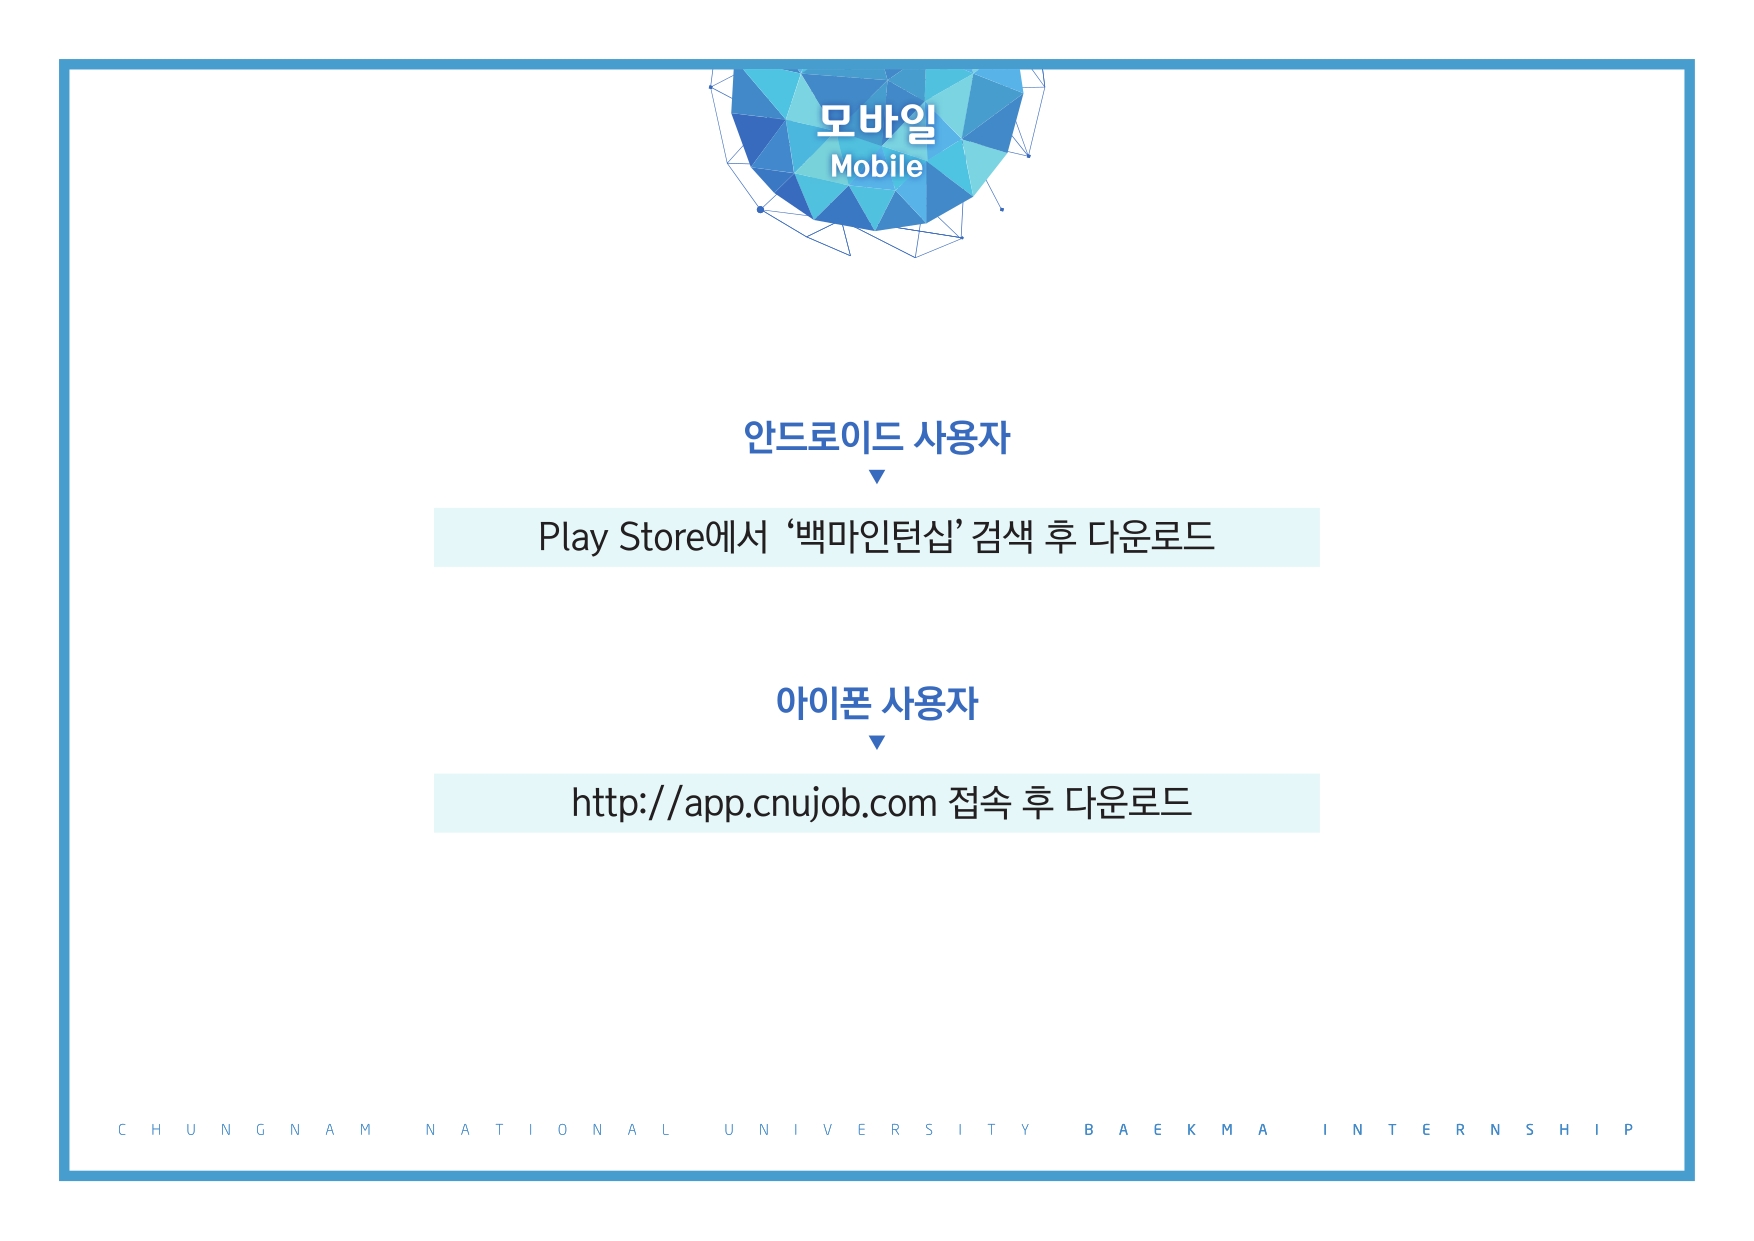 모바일
Mobile
안드로이드 사용자
▼
Play Store에서 ‘백마인턴십’ 검색 후 다운로드
아이폰 사용자
▼
http://app.cnujob.com 접속 후 다운로드
CHUNGNAM NATIONAL UNIVERSITY BAEKMA INTERNSHIP